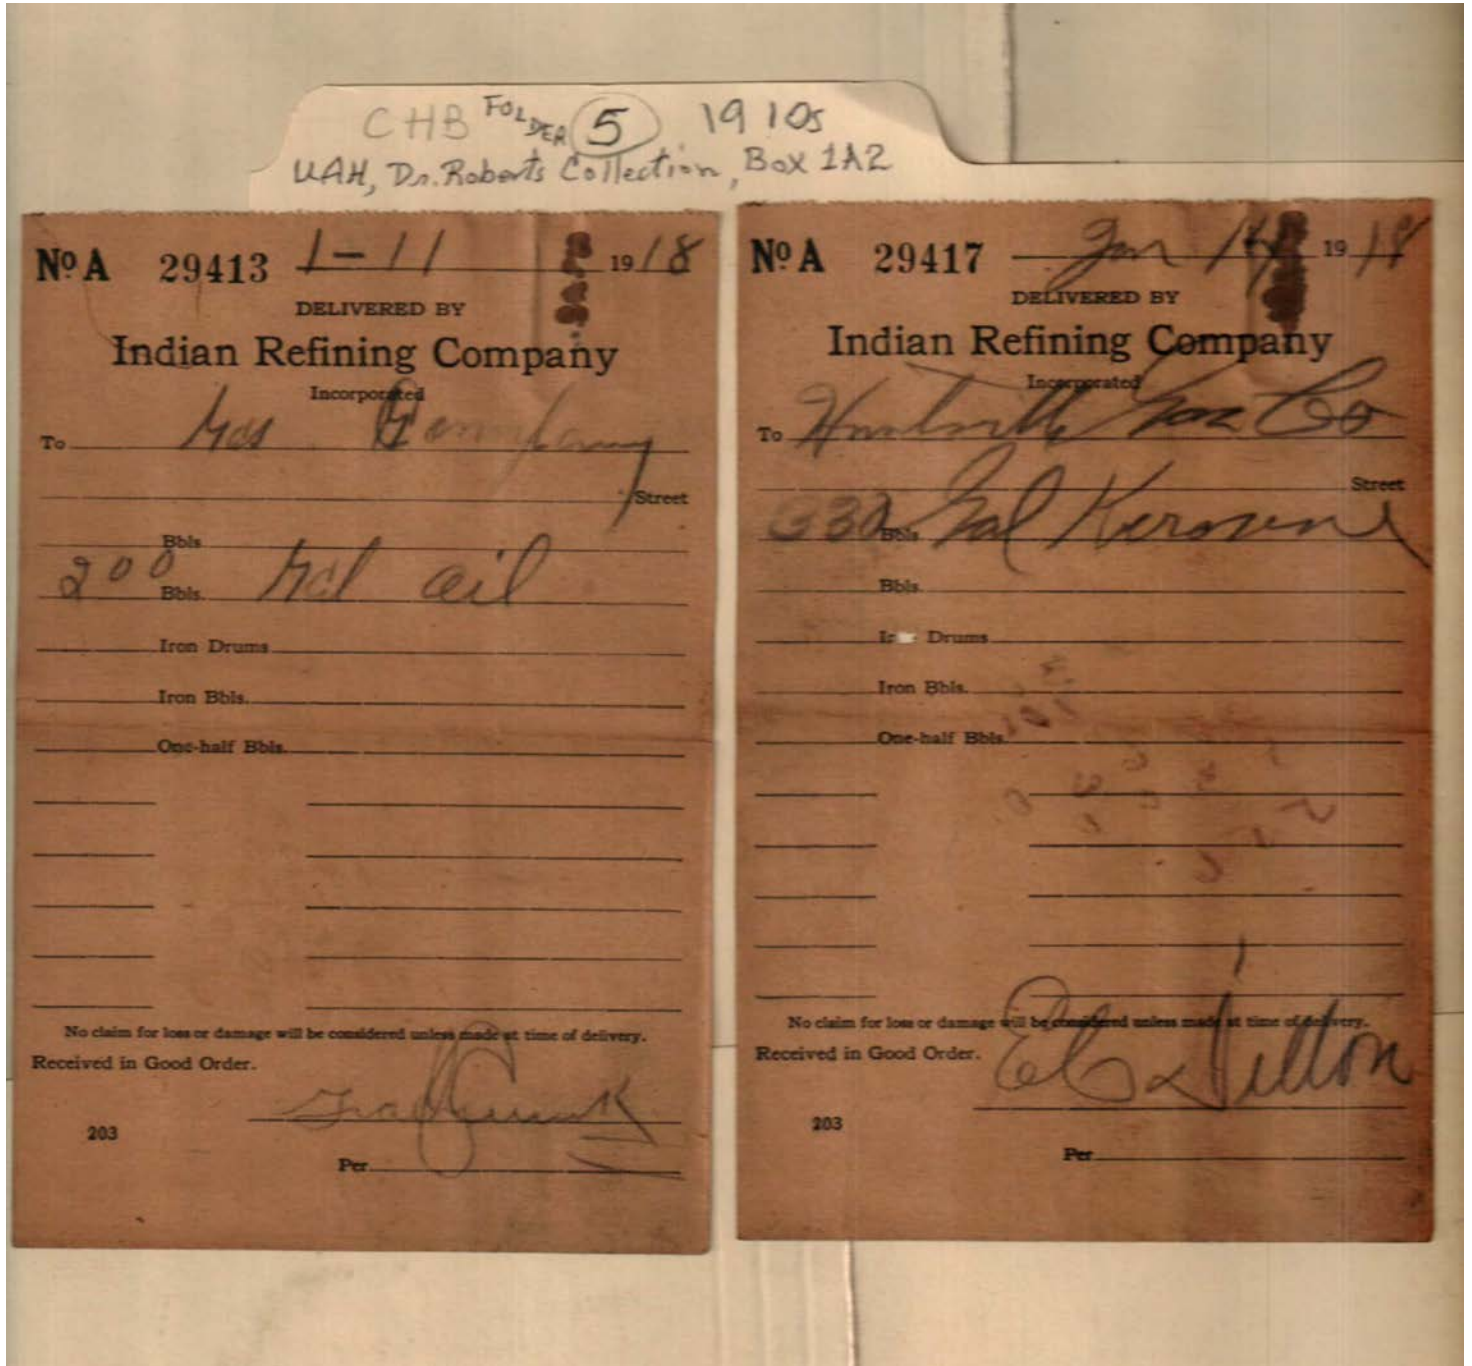 CHB FOLDER 5 1910s
UAH, Dr. Roberts Collection, Box 1A2
No A 29413 1-11 1918
DELIVERED BY
Indian Refining Company
Incorporated
To Gas Company
Street
Bbls
200 Bbls. Gal oil
Iron Drums
Iron Bbls.
One-half Bbls.
No claim for loss or damage will be considered unless made at time of delivery.
Received in Good Order.
203
Per
No A 29417 Jan 1918
DELIVERED BY
Indian Refining Company
Incorporated
To Huntsville Gas Co
Street
Bbls. Gal Kerosene
Bbls.
Drums
Iron Bbls.
One-half Bbls.
No claim for loss or damage will be considered unless made at time of delivery.
Received in Good Order.
203
Per